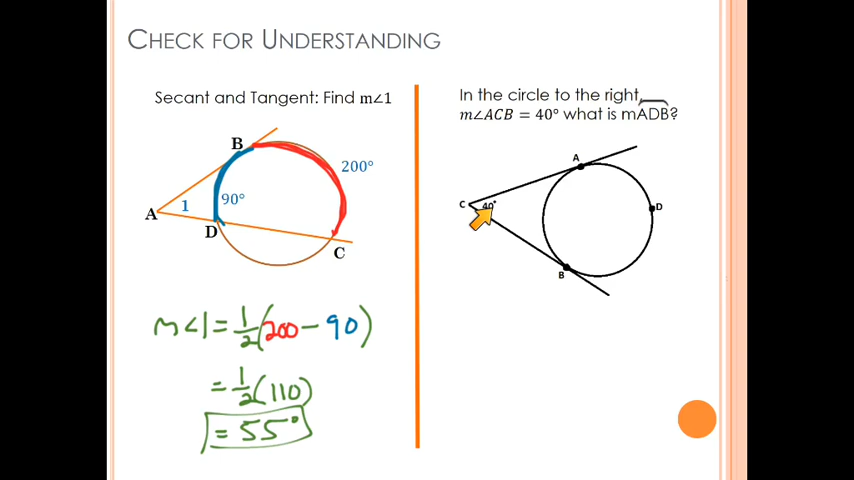 CHECK FOR UNDERSTANDING
Secant and Tangent: Find m∠1
B
200°
90°
1
A
D
C
m∠1 = 1/2(200 − 90)
= 1/2(110)
= 55°
In the circle to the right,
m∠ACB = 40° what is mADB?
A
C
40°
D
B